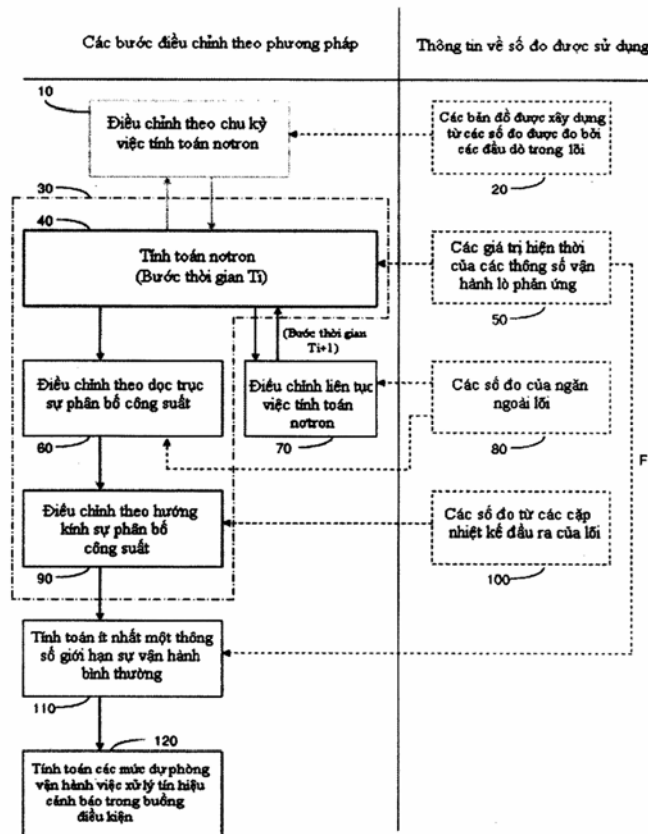 Các bước điều chỉnh theo phương pháp
Thông tin về số đo được sử dụng
10
Điều chỉnh theo chu kỳ
việc tính toán notron
Các bản đồ được xây dựng
từ các số đo được đo bởi
các đầu dò trong lõi
20
30
40
Tính toán notron
(Bước thời gian Ti)
Các giá trị hiện thời
của các thông số vận
hành lò phản ứng
50
(Bước thời gian
Ti+1)
Điều chỉnh theo dọc trục
sự phân bố công suất
60
Điều chỉnh liên tục
việc tính toán
notron
70
Các số đo của ngăn
ngoài lõi
80
F
Điều chỉnh theo hướng
kính sự phân bố
công suất
90
Các số đo từ các cặp
nhiệt kế đầu ra của lõi
100
Tính toán ít nhất một thông
số giới hạn sự vận hành
bình thường
110
120
Tính toán các mức dự phòng
vận hành việc xử lý tín hiệu
cảnh báo trong buồng
điều kiện